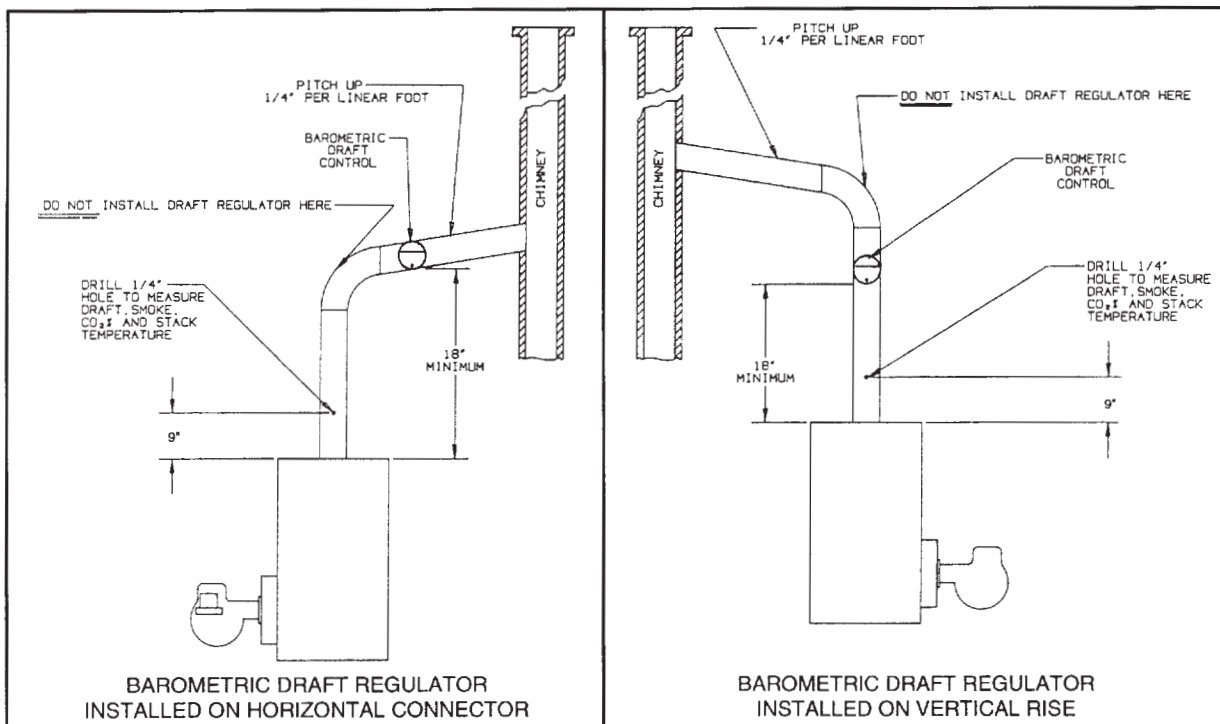 PITCH UP
1/4" PER LINEAR FOOT
BAROMETRIC
DRAFT
CONTROL
DO NOT INSTALL DRAFT REGULATOR HERE
DRILL 1/4"
HOLE TO MEASURE
DRAFT, SMOKE,
CO₂% AND STACK
TEMPERATURE
CHIMNEY
18"
MINIMUM
9"
BAROMETRIC DRAFT REGULATOR
INSTALLED ON HORIZONTAL CONNECTOR
PITCH UP
1/4" PER LINEAR FOOT
DO NOT INSTALL DRAFT REGULATOR HERE
CHIMNEY
BAROMETRIC
DRAFT
CONTROL
DRILL 1/4"
HOLE TO MEASURE
DRAFT, SMOKE,
CO₂% AND STACK
TEMPERATURE
18"
MINIMUM
9"
BAROMETRIC DRAFT REGULATOR
INSTALLED ON VERTICAL RISE